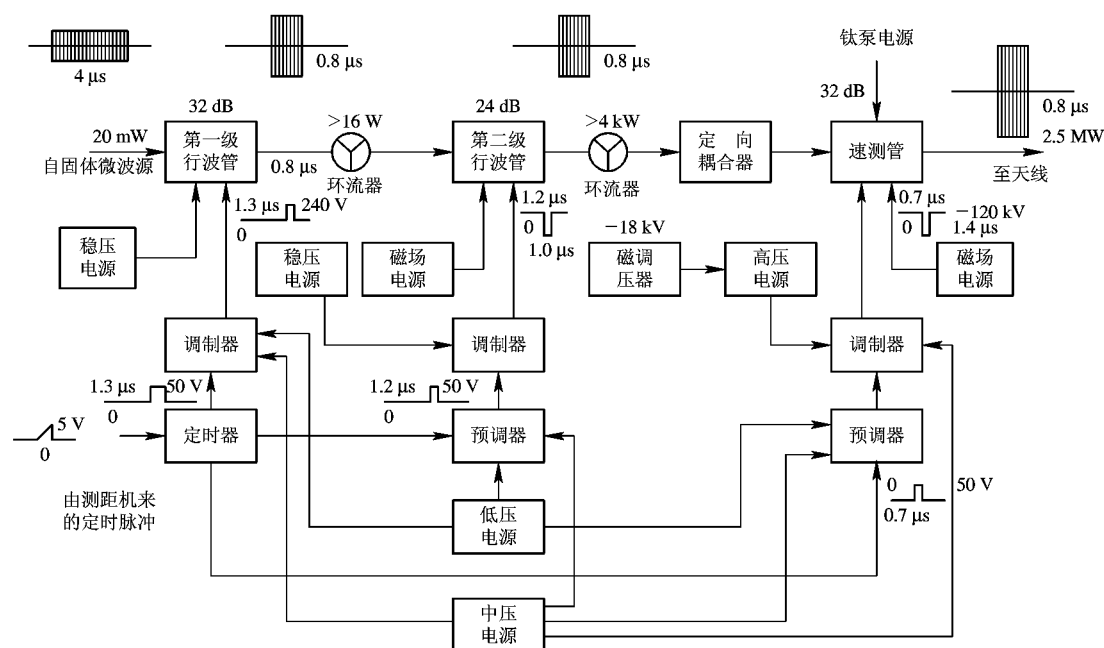 钛泵电源
4 μs
0.8 μs
0.8 μs
32 dB
0.8 μs
2.5 MW
32 dB
24 dB
20 mW
自固体微波源
第一级
行波管
>16 W
0.8 μs
环流器
第二级
行波管
>4 kW
环流器
定 向
耦合器
速测管
至天线
1.3 μs
240 V
0
1.2 μs
0
1.0 μs
0.7 μs
-120 kV
0
1.4 μs
稳压
电源
稳压
电源
磁场
电源
-18 kV
磁调
压器
高压
电源
磁场
电源
调制器
调制器
调制器
1.3 μs
50 V
0
1.2 μs
50 V
0
5 V
0
定时器
预调器
预调器
由测距机来
的定时脉冲
低压
电源
0
50 V
0.7 μs
中压
电源